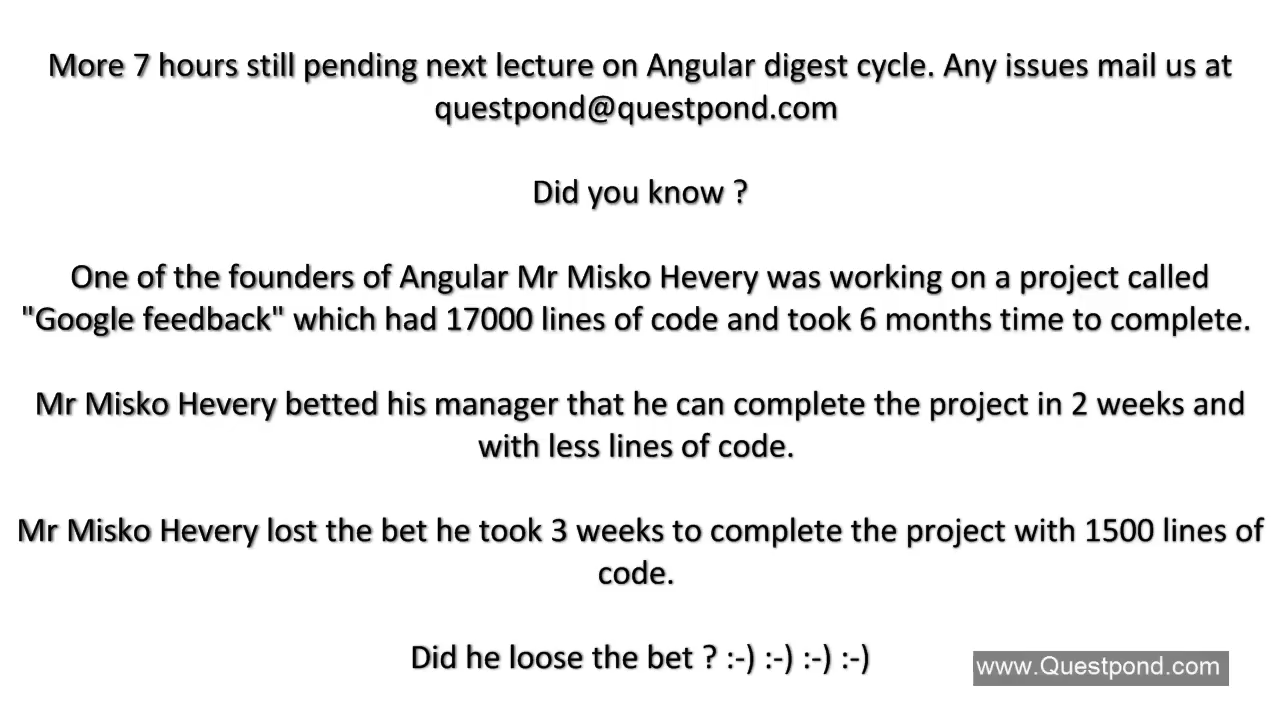 More 7 hours still pending next lecture on Angular digest cycle. Any issues mail us at
questpond@questpond.com
Did you know ?
One of the founders of Angular Mr Misko Hevery was working on a project called
"Google feedback" which had 17000 lines of code and took 6 months time to complete.
Mr Misko Hevery betted his manager that he can complete the project in 2 weeks and
with less lines of code.
Mr Misko Hevery lost the bet he took 3 weeks to complete the project with 1500 lines of
code.
Did he loose the bet ? :-) :-) :-) :-)
www.Questpond.com